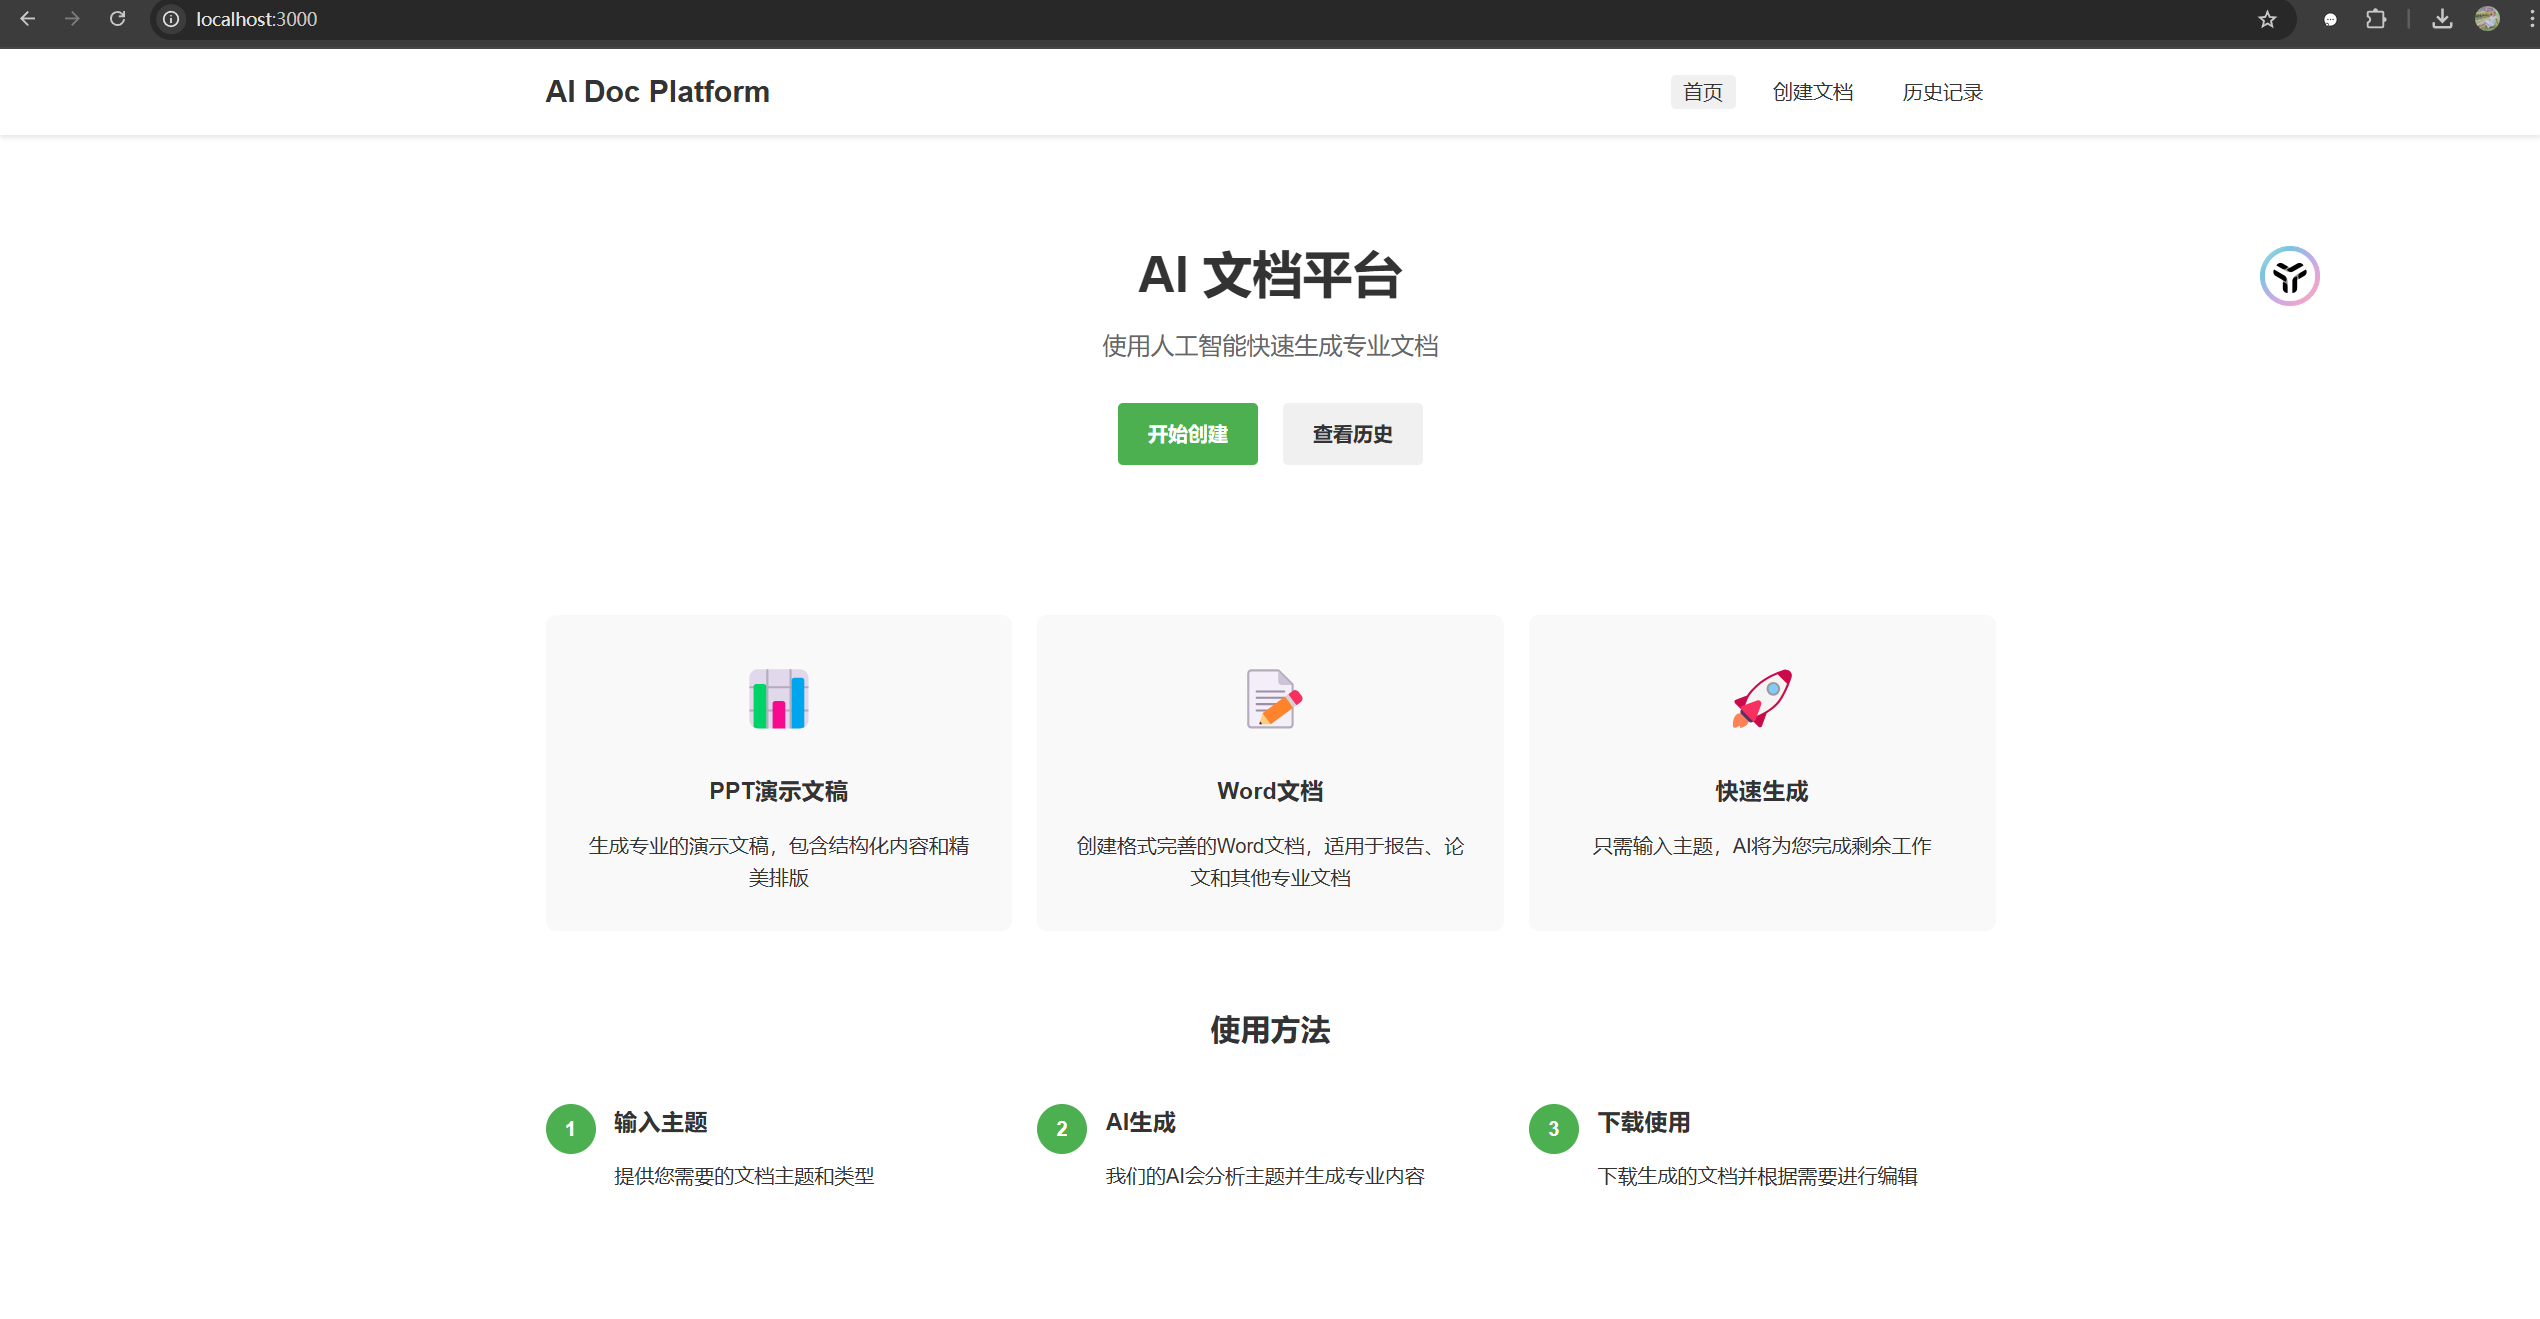 localhost:3000
AI Doc Platform
首页
创建文档
历史记录
AI 文档平台
使用人工智能快速生成专业文档
开始创建
查看历史
PPT演示文稿
生成专业的演示文稿，包含结构化内容和精
美排版
Word文档
创建格式完善的Word文档，适用于报告、论
文和其他专业文档
快速生成
只需输入主题，AI将为您完成剩余工作
使用方法
1
输入主题
提供您需要的文档主题和类型
2
AI生成
我们的AI会分析主题并生成专业内容
3
下载使用
下载生成的文档并根据需要进行编辑